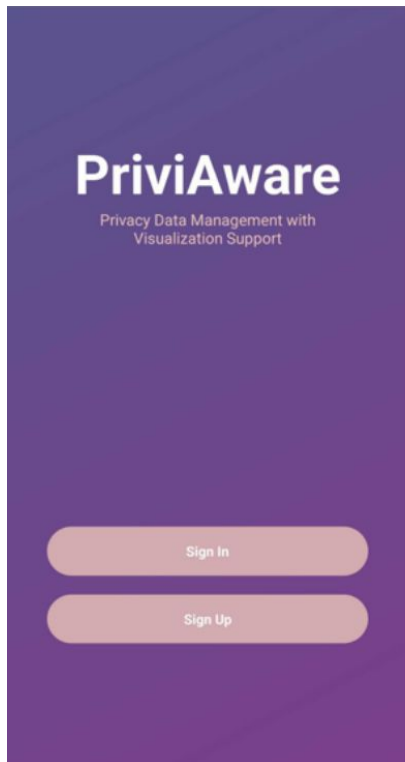 PriviAware
Privacy Data Management with
Visualization Support
Sign In
Sign Up